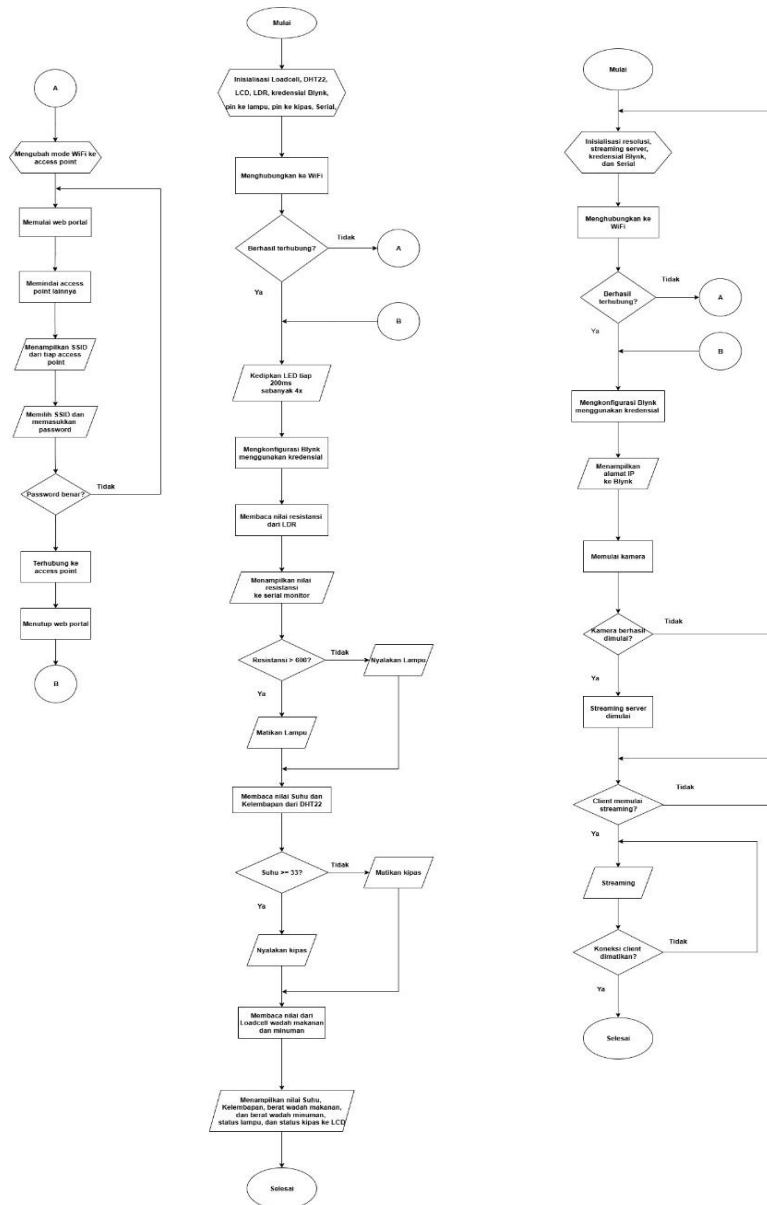 A
Mengubah mode WiFi ke
access point
Memulai web portal
Memindai access
point lainnya
Menampilkan SSID
dari tiap access
point
Memilih SSID dan
memasukkan
password
Password benar?
Tidak
Terhubung ke
access point
Menutup web portal
B
Mulai
Inisialisasi Loadcell, DHT22,
LCD, LDR, kredensial Blynk,
pin ke lampu, pin ke kipas, Serial,
Menghubungkan ke WiFi
Berhasil terhubung?
Tidak
A
Ya
B
Kedipkan LED tiap
200ms
sebanyak 4x
Mengkonfigurasi Blynk
menggunakan kredensial
Membaca nilai resistansi
dari LDR
Menampilkan nilai
resistansi
ke serial monitor
Resistansi > 600?
Tidak
Nyalakan Lampu
Ya
Matikan Lampu
Membaca nilai Suhu dan
Kelembapan dari DHT22
Suhu >= 33?
Tidak
Matikan kipas
Ya
Nyalakan kipas
Membaca nilai dari
Loadcell wadah makanan
dan minuman
Menampilkan nilai Suhu,
Kelembapan, berat wadah makanan,
dan berat wadah minuman,
status lampu, dan status kipas ke LCD
Selesai
Mulai
Inisialisasi resolusi,
streaming server,
kredensial Blynk,
dan Serial
Menghubungkan ke
WiFi
Berhasil
terhubung?
Tidak
A
Ya
B
Mengkonfigurasi Blynk
menggunakan kredensial
Menampilkan
alamat IP
ke Blynk
Memulai kamera
Kamera berhasil
dimulai?
Tidak
Ya
Streaming server
dimulai
Client memulai
streaming?
Tidak
Ya
Streaming
Koneksi client
dimatikan?
Tidak
Ya
Selesai